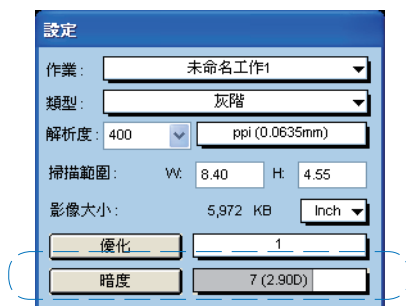 設定
作業: 未命名工作1
類型: 灰階
解析度: 400 ppi (0.0635mm)
掃描範圍: W: 8.40 H: 4.55
影像大小: 5,972 KB Inch
優化 1
暗度 7 (2.90D)